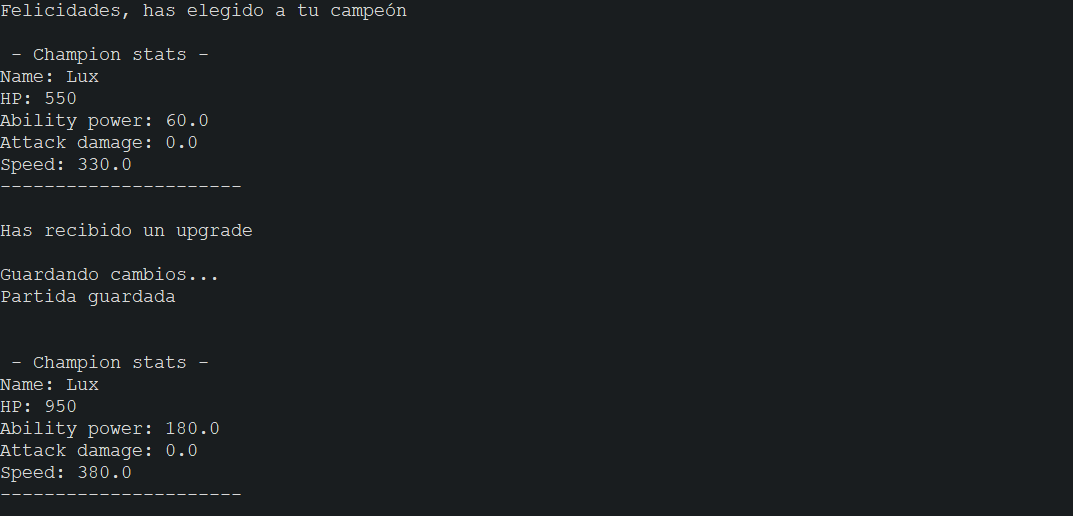 Felicidades, has elegido a tu campeón
- Champion stats -
Name: Lux
HP: 550
Ability power: 60.0
Attack damage: 0.0
Speed: 330.0
----------------------
Has recibido un upgrade
Guardando cambios...
Partida guardada
- Champion stats -
Name: Lux
HP: 950
Ability power: 180.0
Attack damage: 0.0
Speed: 380.0
----------------------